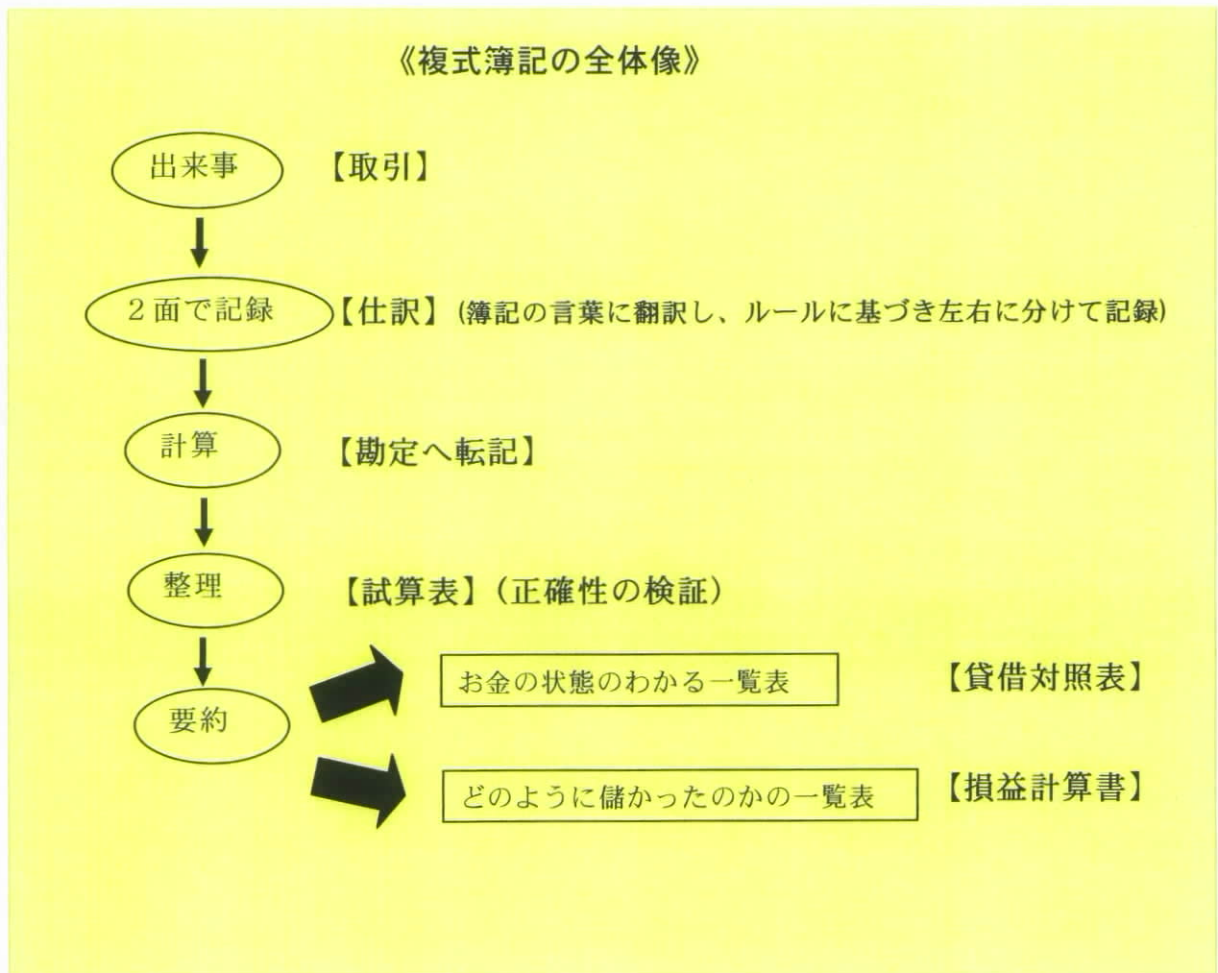 《複式簿記の全体像》
出来事 【取引】
２面で記録 【仕訳】 (簿記の言葉に翻訳し、ルールに基づき左右に分けて記録)
計算 【勘定へ転記】
整理 【試算表】（正確性の検証）
お金の状態のわかる一覧表 【貸借対照表】
要約
どのように儲かったのかの一覧表 【損益計算書】